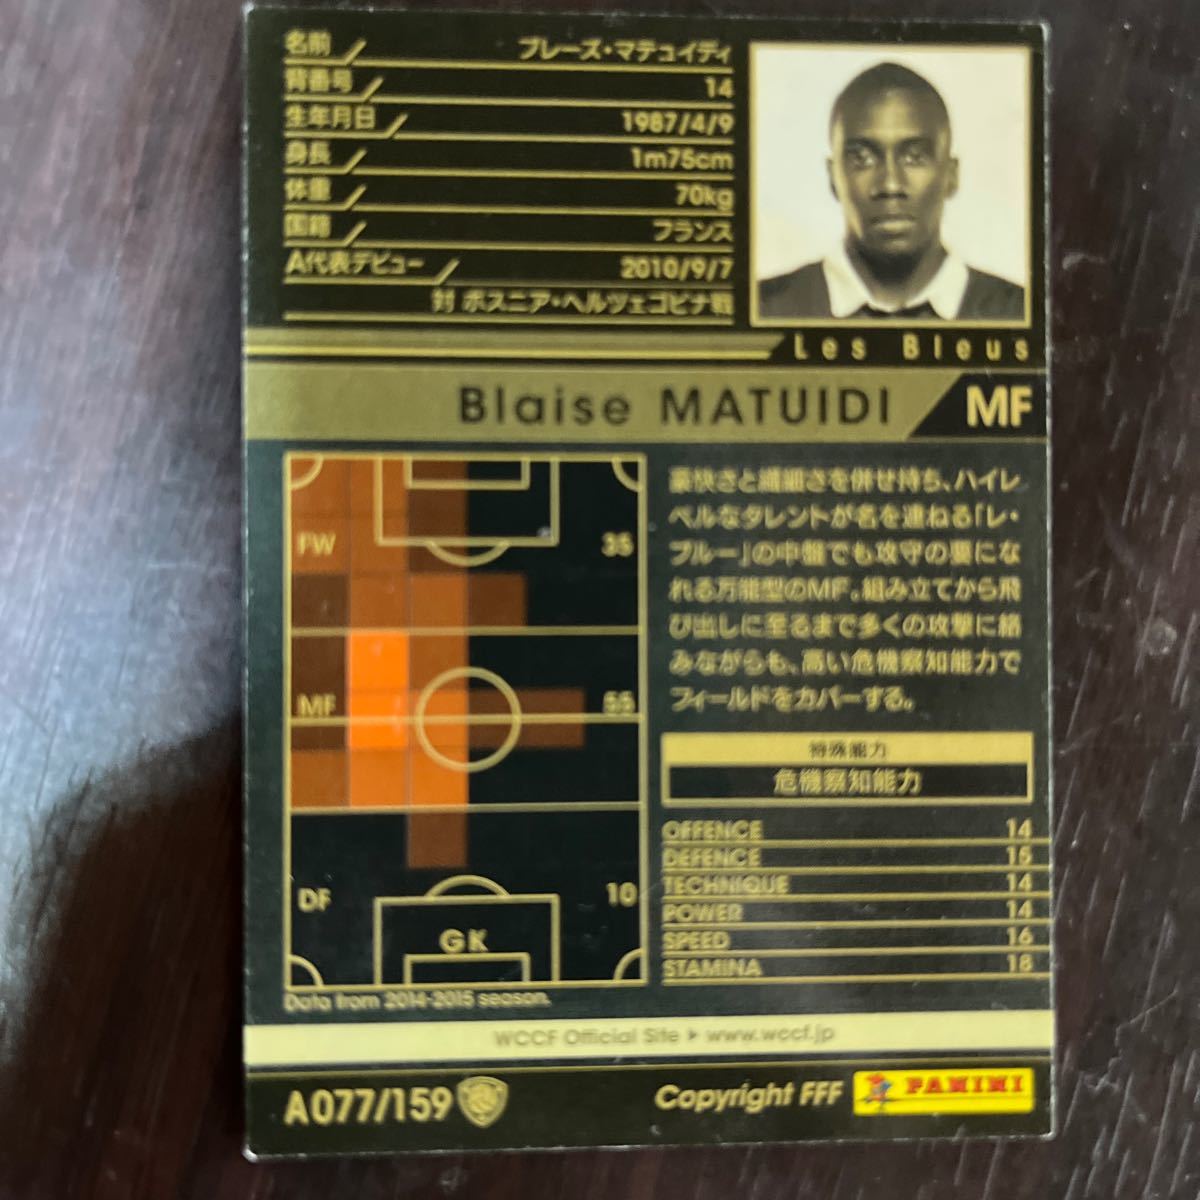 名前 ブレーズ・マテュイディ
背番号 14
生年月日 1987/4/9
身長 1m75cm
体重 70kg
国籍 フランス
A代表デビュー 2010/9/7
対 ボスニア・ヘルツェゴビナ戦
Les Bleus
Blaise MATUIDI MF
FW 35
MF 55
DF 10
GK
Data from 2014-2015 season.
豪快さと繊細さを併せ持ち、ハイレ
ベルなタレントが名を連ねる「レ・
ブルー」の中盤でも攻守の要にな
れる万能型のMF。組み立てから飛
び出しに至るまで多くの攻撃に絡
みながらも、高い危機察知能力で
フィールドをカバーする。
特殊能力
危機察知能力
OFFENCE 14
DEFENCE 15
TECHNIQUE 14
POWER 14
SPEED 16
STAMINA 18
WCCF Official Site ▶ www.wccf.jp
A077/159 Copyright FFF PANINI